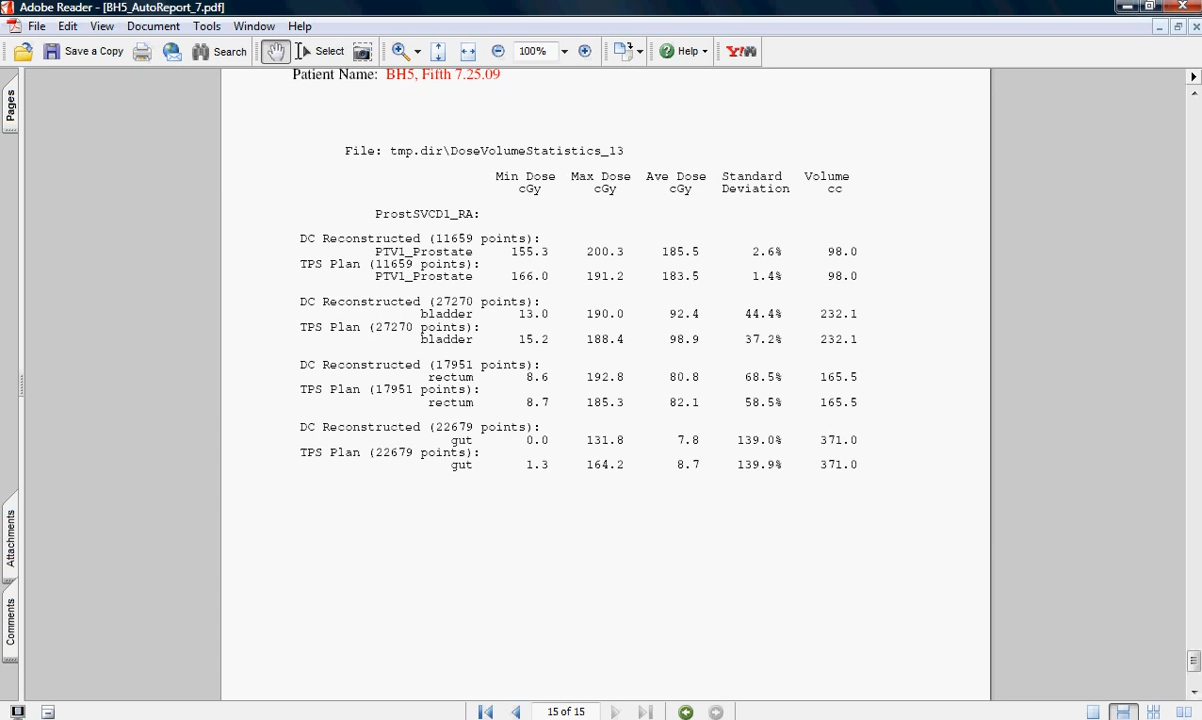 Adobe Reader - [BH5_AutoReport_7.pdf]
File Edit View Document Tools Window Help
Save a Copy Search Select 100% Help Y!
Pages
Patient Name: BH5, Fifth 7.25.09
File: tmp.dir\DoseVolumeStatistics_13
Min Dose Max Dose Ave Dose Standard Volume
cGy cGy cGy Deviation cc
ProstSVCD1_RA:
DC Reconstructed (11659 points):
PTV1_Prostate 155.3 200.3 185.5 2.6% 98.0
TPS Plan (11659 points):
PTV1_Prostate 166.0 191.2 183.5 1.4% 98.0
DC Reconstructed (27270 points):
bladder 13.0 190.0 92.4 44.4% 232.1
TPS Plan (27270 points):
bladder 15.2 188.4 98.9 37.2% 232.1
DC Reconstructed (17951 points):
rectum 8.6 192.8 80.8 68.5% 165.5
TPS Plan (17951 points):
rectum 8.7 185.3 82.1 58.5% 165.5
DC Reconstructed (22679 points):
gut 0.0 131.8 7.8 139.0% 371.0
TPS Plan (22679 points):
gut 1.3 164.2 8.7 139.9% 371.0
Attachments
Comments
15 of 15